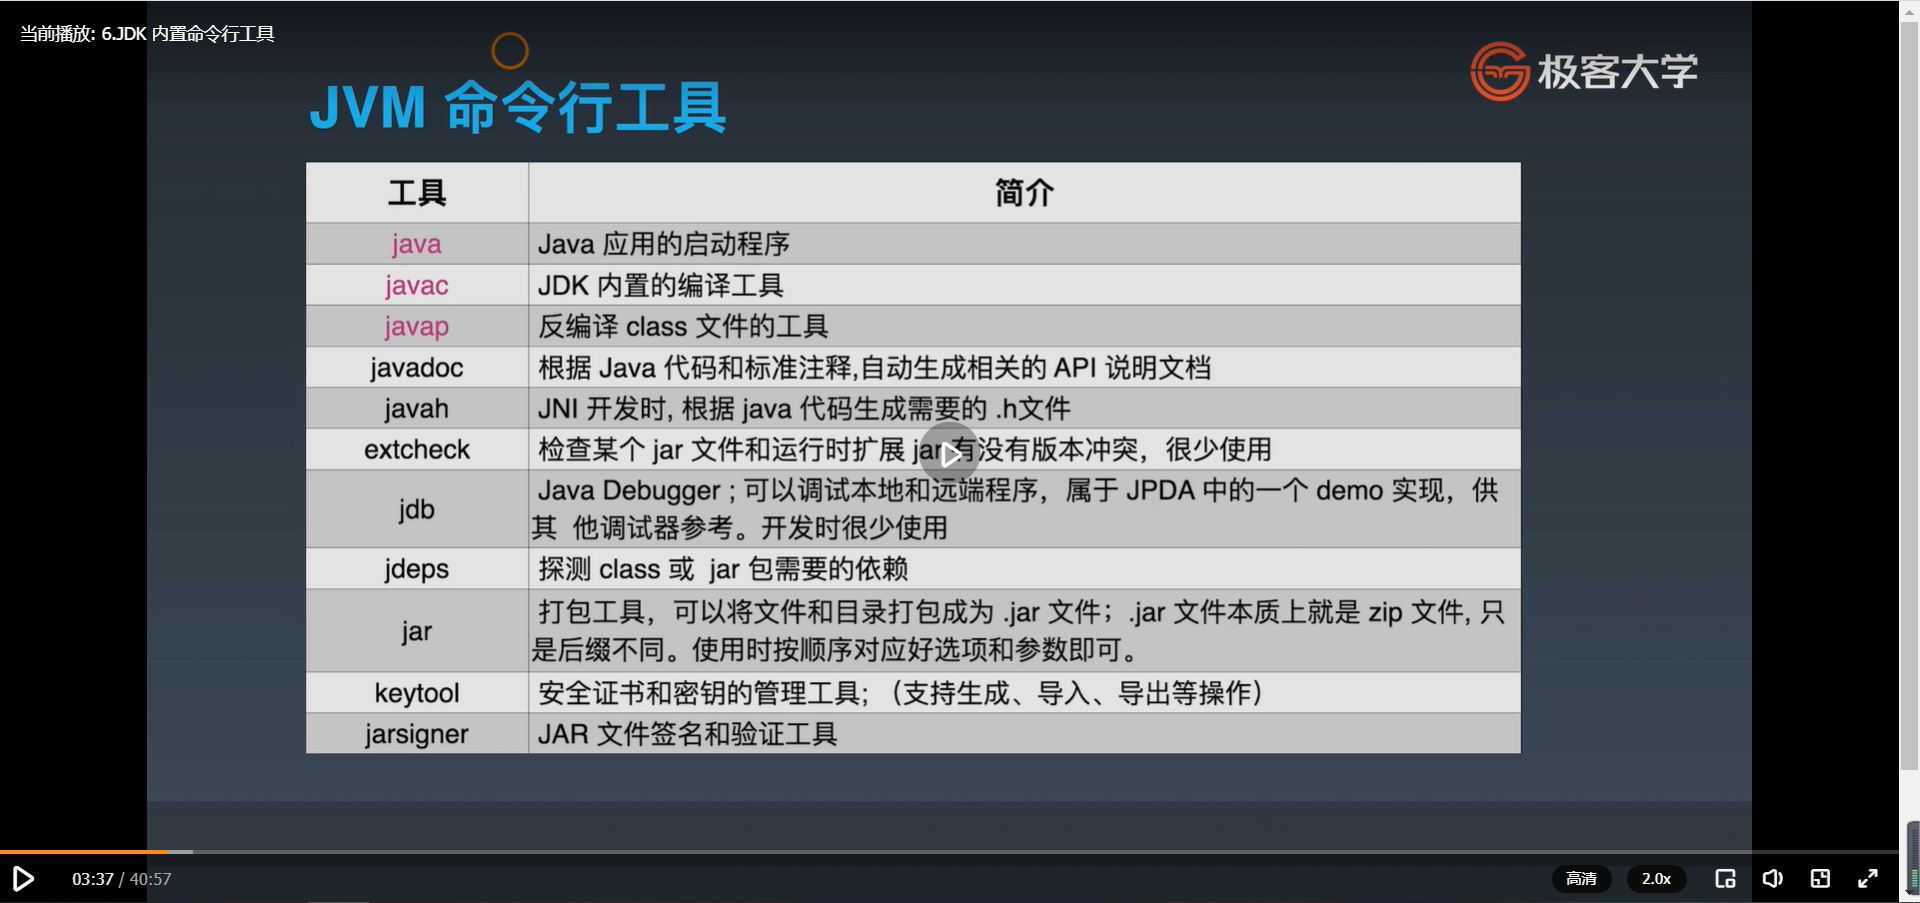 当前播放: 6.JDK 内置命令行工具
极客大学
JVM 命令行工具
工具 简介
java Java 应用的启动程序
javac JDK 内置的编译工具
javap 反编译 class 文件的工具
javadoc 根据 Java 代码和标准注释,自动生成相关的 API 说明文档
javah JNI 开发时, 根据 java 代码生成需要的 .h文件
extcheck 检查某个 jar 文件和运行时扩展 jar 有没有版本冲突，很少使用
jdb Java Debugger ; 可以调试本地和远端程序，属于 JPDA 中的一个 demo 实现，供
其 他调试器参考。开发时很少使用
jdeps 探测 class 或 jar 包需要的依赖
jar 打包工具，可以将文件和目录打包成为 .jar 文件；.jar 文件本质上就是 zip 文件, 只
是后缀不同。使用时按顺序对应好选项和参数即可。
keytool 安全证书和密钥的管理工具; （支持生成、导入、导出等操作）
jarsigner JAR 文件签名和验证工具
03:37 / 40:57
高清
2.0x